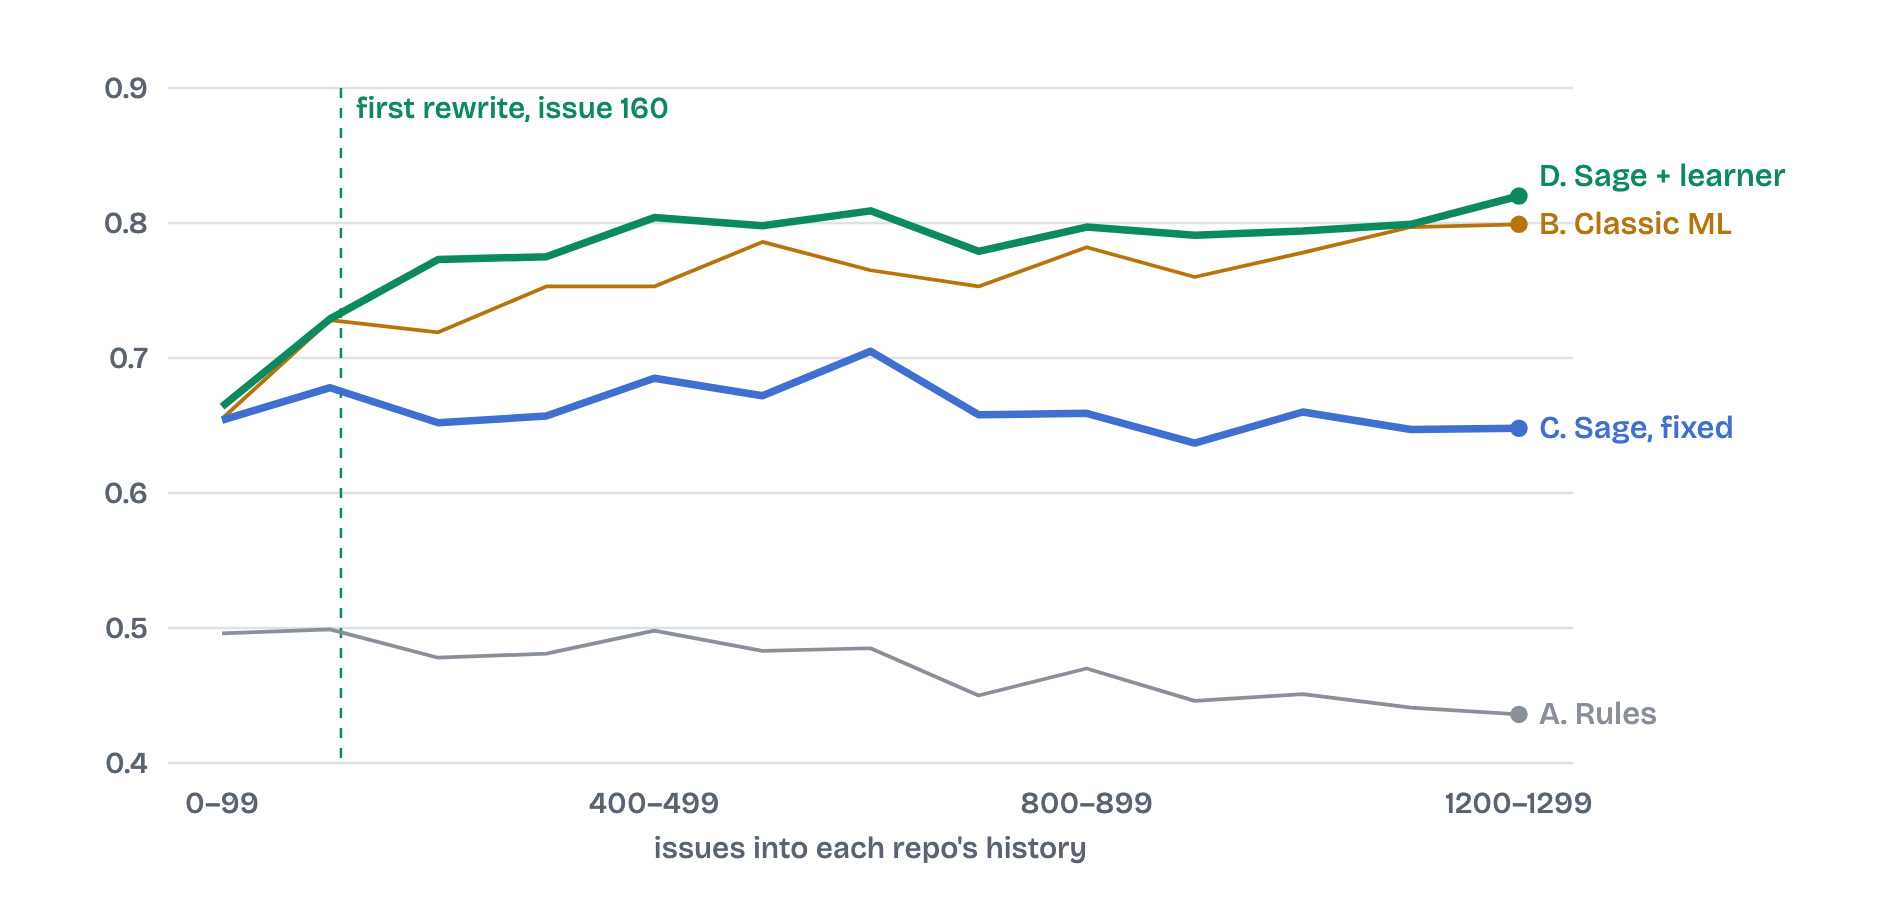 0.9
first rewrite, issue 160
D. Sage + learner
0.8
B. Classic ML
0.7
C. Sage, fixed
0.6
0.5
A. Rules
0.4
0–99
400–499
800–899
1200–1299
issues into each repo's history